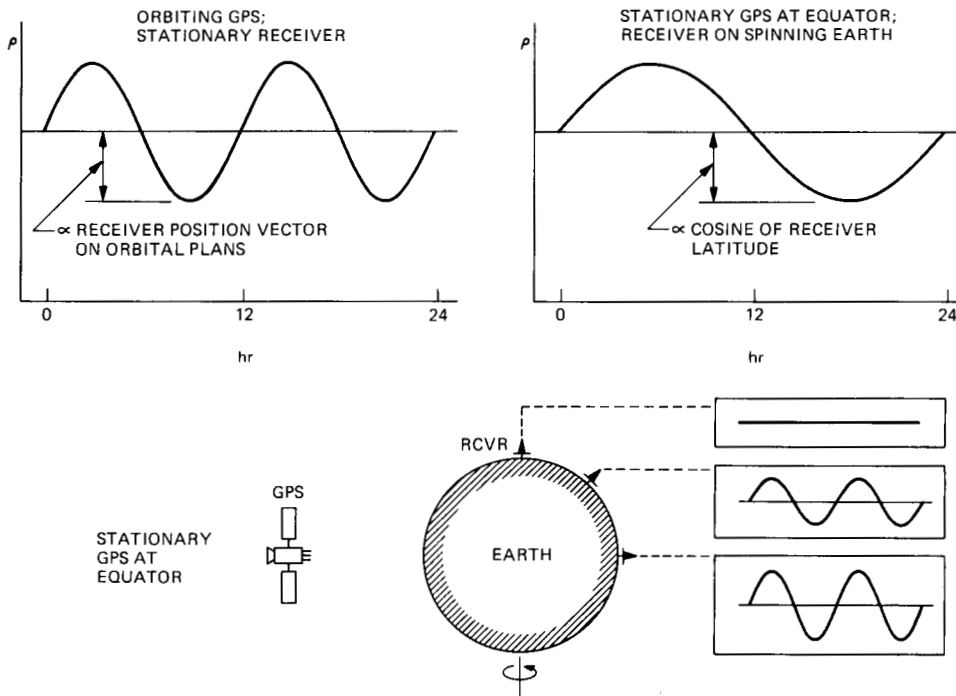 ORBITING GPS;
STATIONARY RECEIVER
ρ
∝ RECEIVER POSITION VECTOR
ON ORBITAL PLANS
0 12 24
hr
STATIONARY GPS AT EQUATOR;
RECEIVER ON SPINNING EARTH
ρ
∝ COSINE OF RECEIVER
LATITUDE
0 12 24
hr
RCVR
GPS
STATIONARY
GPS AT
EQUATOR
EARTH